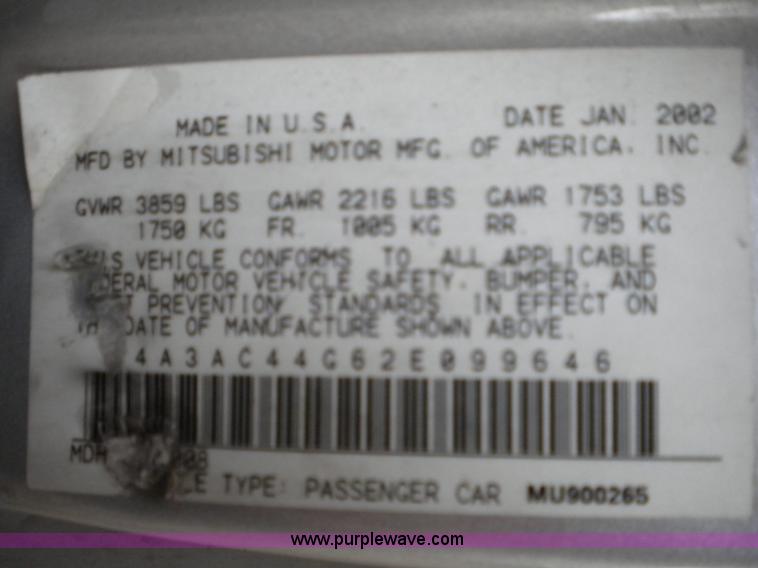 MADE IN U.S.A. DATE JAN. 2002
MFD BY MITSUBISHI MOTOR MFG. OF AMERICA, INC.
GVWR 3859 LBS GAWR 2216 LBS GAWR 1753 LBS
1750 KG FR. 1005 KG RR. 795 KG
VEHICLE CONFORMS TO ALL APPLICABLE
MOTOR VEHICLE SAFETY, BUMPER, AND
PREVENTION STANDARDS IN EFFECT ON
DATE OF MANUFACTURE SHOWN ABOVE.
4A3AC44G62E099646
TYPE: PASSENGER CAR MU900265
www.purplewave.com